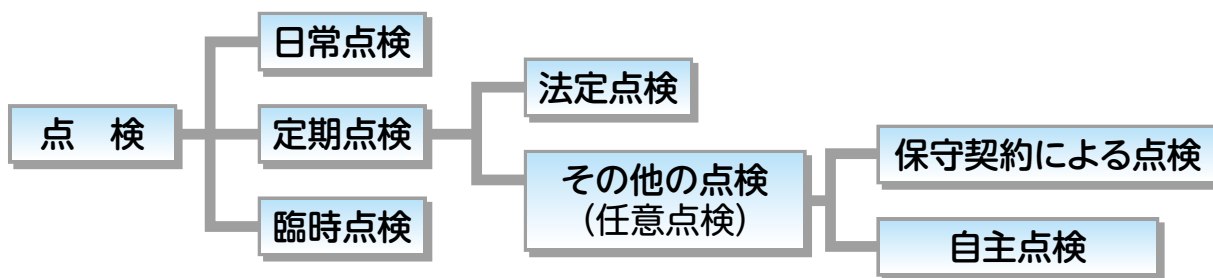 点　検
日常点検
定期点検
臨時点検
法定点検
その他の点検
（任意点検）
保守契約による点検
自主点検